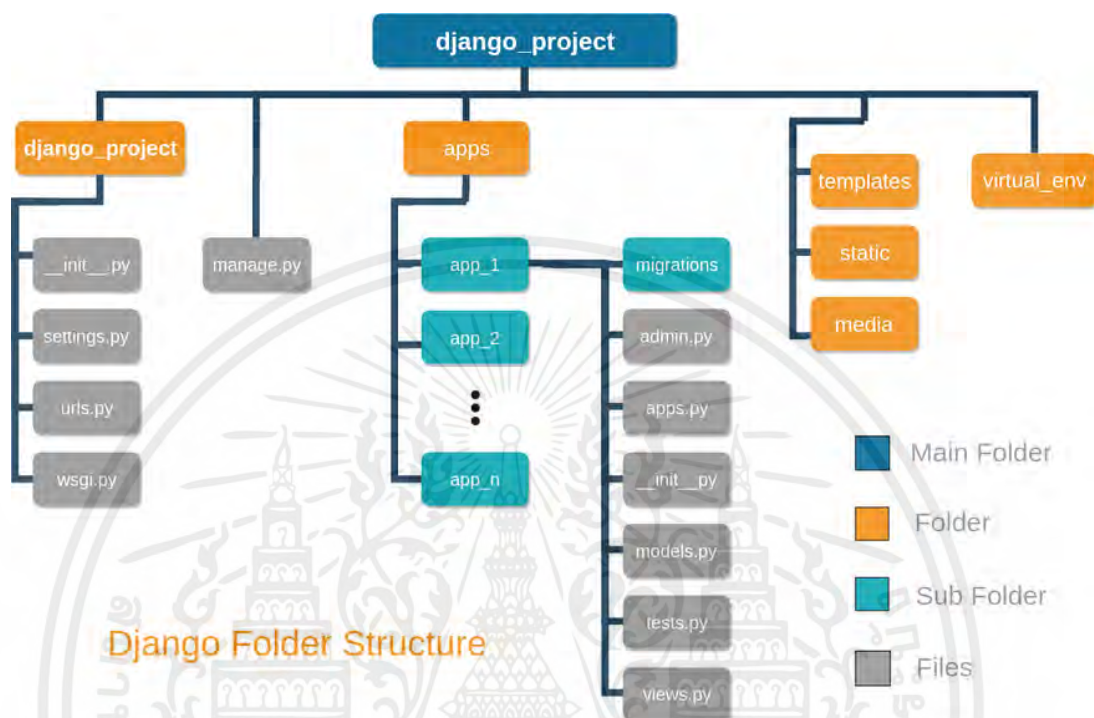 django_project
django_project
apps
templates
virtual_env
static
media
__init__.py
settings.py
urls.py
wsgi.py
manage.py
app_1
app_2
app_n
migrations
admin.py
apps.py
__init__py
models.py
tests.py
views.py
Main Folder
Folder
Sub Folder
Files
Django Folder Structure